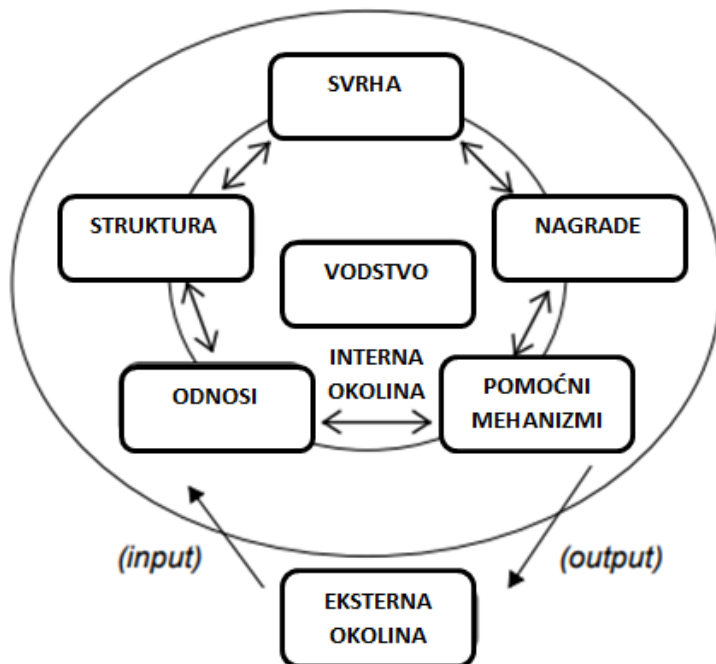 SVRHA
STRUKTURA
NAGRADE
VODSTVO
INTERNA
OKOLINA
ODNOSI
POMOĆNI
MEHANIZMI
(input)
(output)
EKSTERNA
OKOLINA